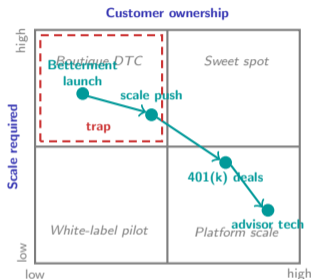 Customer ownership
high
Boutique DTC
Sweet spot
Betterment
launch
scale push
trap
Scale required
401(k) deals
advisor tech
White-label pilot
Platform scale
low
low
high